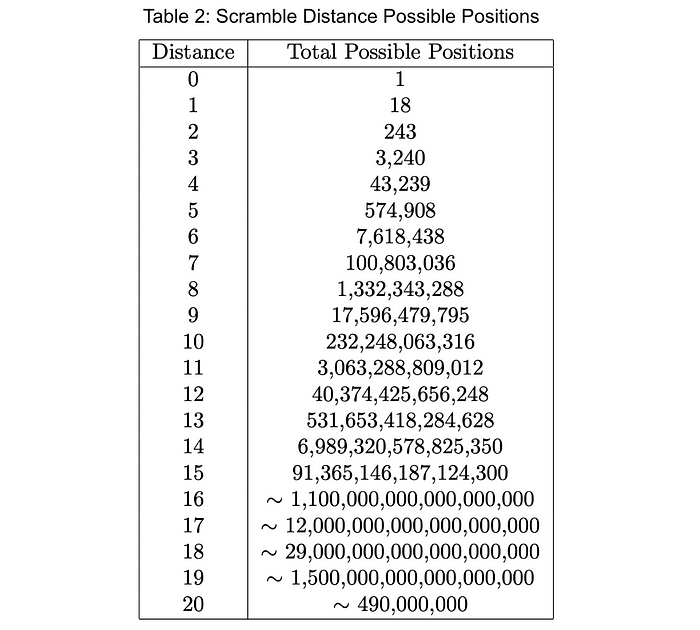 Table 2: Scramble Distance Possible Positions
Distance Total Possible Positions
0 1
1 18
2 243
3 3,240
4 43,239
5 574,908
6 7,618,438
7 100,803,036
8 1,332,343,288
9 17,596,479,795
10 232,248,063,316
11 3,063,288,809,012
12 40,374,425,656,248
13 531,653,418,284,628
14 6,989,320,578,825,350
15 91,365,146,187,124,300
16 ~ 1,100,000,000,000,000,000
17 ~ 12,000,000,000,000,000,000
18 ~ 29,000,000,000,000,000,000
19 ~ 1,500,000,000,000,000,000
20 ~ 490,000,000